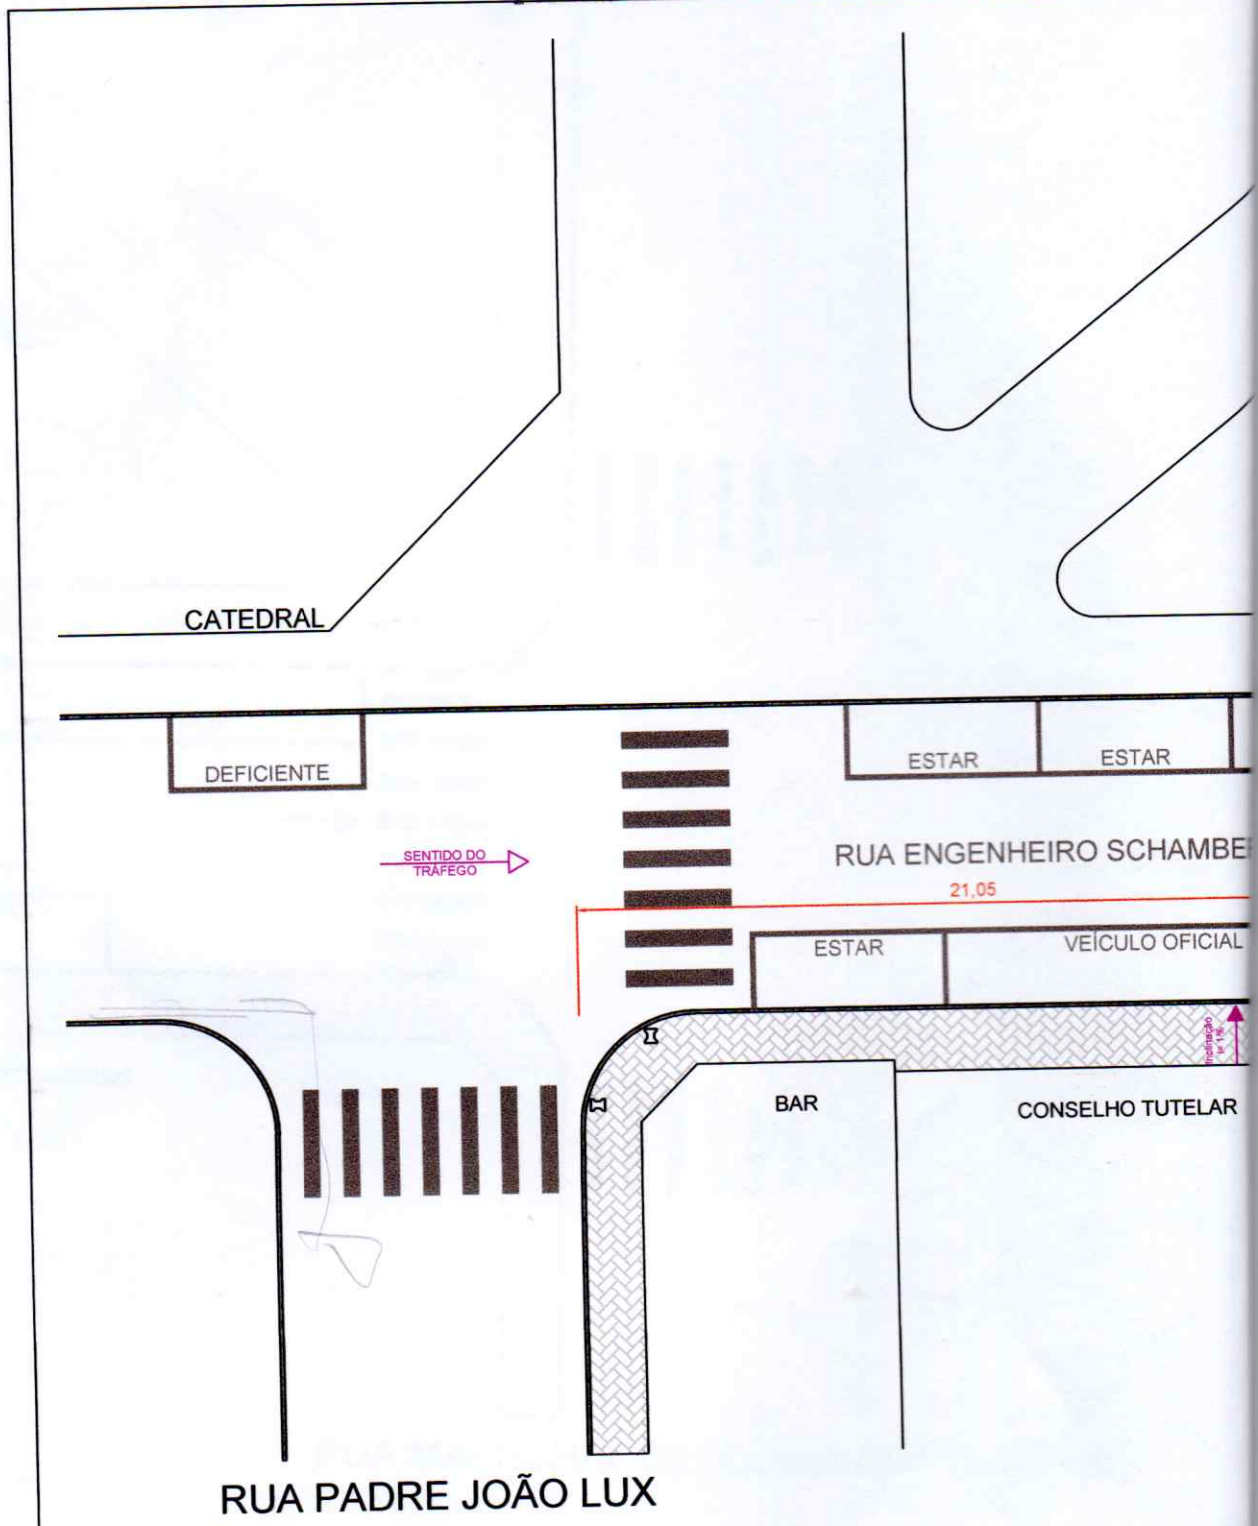 CATEDRAL
DEFICIENTE
ESTAR
ESTAR
SENTIDO DO
TRÁFEGO
RUA ENGENHEIRO SCHAMBE
21,05
ESTAR
VEÍCULO OFICIAL
Inclinação
BAR
CONSELHO TUTELAR
RUA PADRE JOÃO LUX